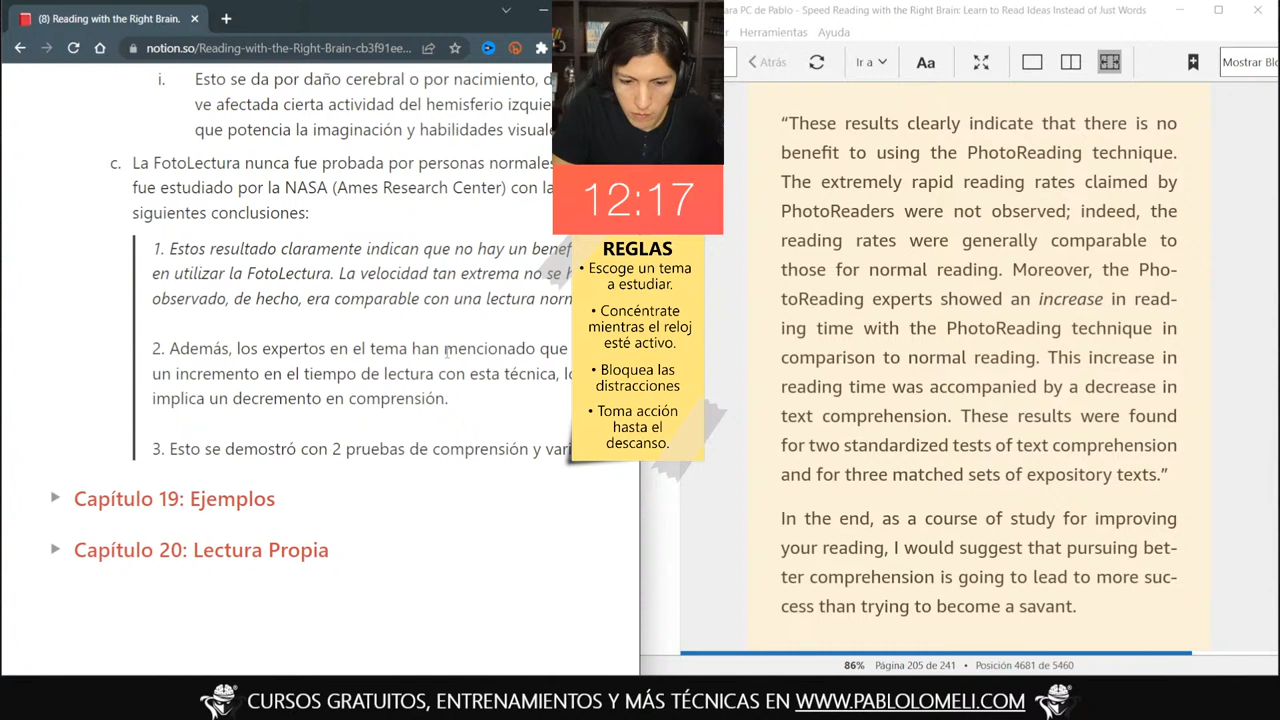 (8) Reading with the Right Brain.
notion.so/Reading-with-the-Right-Brain-cb3f91ee...
i. Esto se da por daño cerebral o por nacimiento,
ve afectada cierta actividad del hemisferio
que potencia la imaginación y habilidades
c. La FotoLectura nunca fue probada por personas normales
fue estudiado por la NASA (Ames Research Center) con
siguientes conclusiones:
1. Estos resultado claramente indican que no hay un
en utilizar la FotoLectura. La velocidad tan extrema no se
observado, de hecho, era comparable con una lectura
2. Además, los expertos en el tema han mencionado que
un incremento en el tiempo de lectura con esta técnica,
implica un decremento en comprensión.
3. Esto se demostró con 2 pruebas de comprensión y
Capítulo 19: Ejemplos
Capítulo 20: Lectura Propia
12:17
REGLAS
• Escoge un tema
a estudiar.
• Concéntrate
mientras el reloj
esté activo.
• Bloquea las
distracciones
• Toma acción
hasta el
descanso.
para PC de Pablo - Speed Reading with the Right Brain: Learn to Read Ideas Instead of Just Words
Herramientas Ayuda
Atrás Ir a Aa Mostrar
“These results clearly indicate that there is no
benefit to using the PhotoReading technique.
The extremely rapid reading rates claimed by
PhotoReaders were not observed; indeed, the
reading rates were generally comparable to
those for normal reading. Moreover, the Pho-
toReading experts showed an increase in read-
ing time with the PhotoReading technique in
comparison to normal reading. This increase in
reading time was accompanied by a decrease in
text comprehension. These results were found
for two standardized tests of text comprehension
and for three matched sets of expository texts.”
In the end, as a course of study for improving
your reading, I would suggest that pursuing bet-
ter comprehension is going to lead to more suc-
cess than trying to become a savant.
86% Página 205 de 241 • Posición 4681 de 5460
CURSOS GRATUITOS, ENTRENAMIENTOS Y MÁS TÉCNICAS EN WWW.PABLOLOMELI.COM